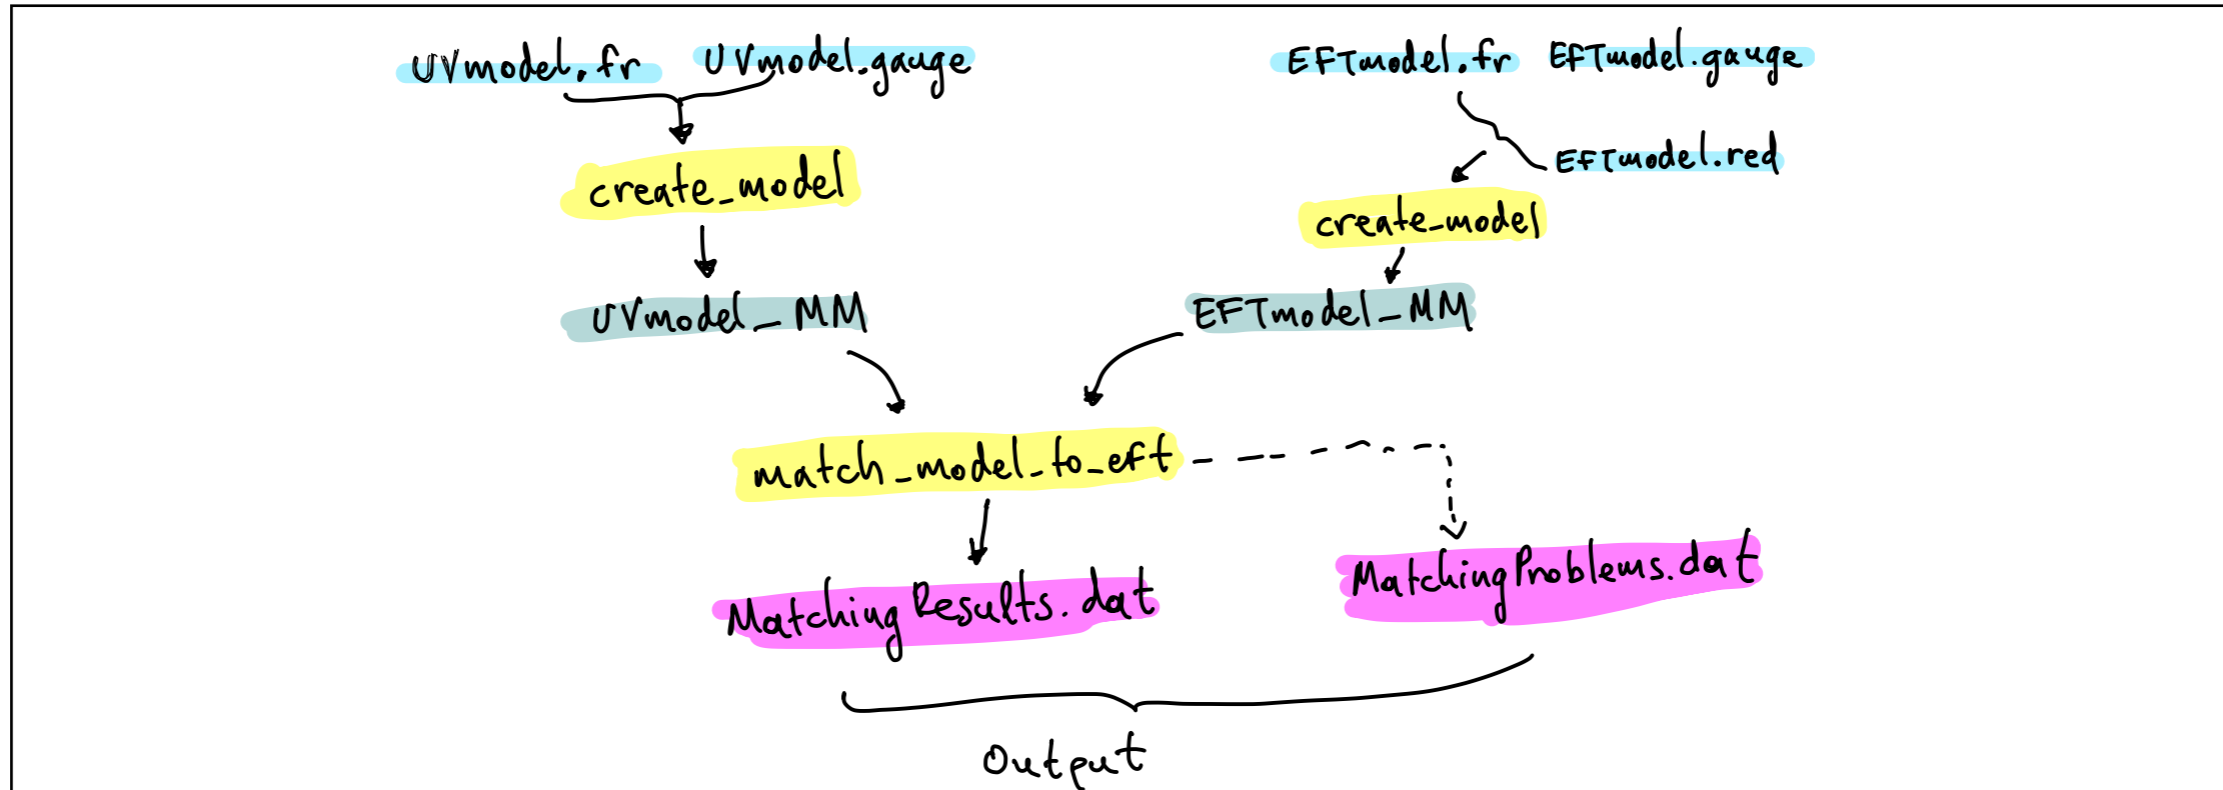 UVmodel.fr UVmodel.gauge EFTmodel.fr EFTmodel.gauge
EFTmodel.red
create_model
create_model
UVmodel_MM EFTmodel_MM
match_model_to_eft
MatchingResults.dat MatchingProblems.dat
Output